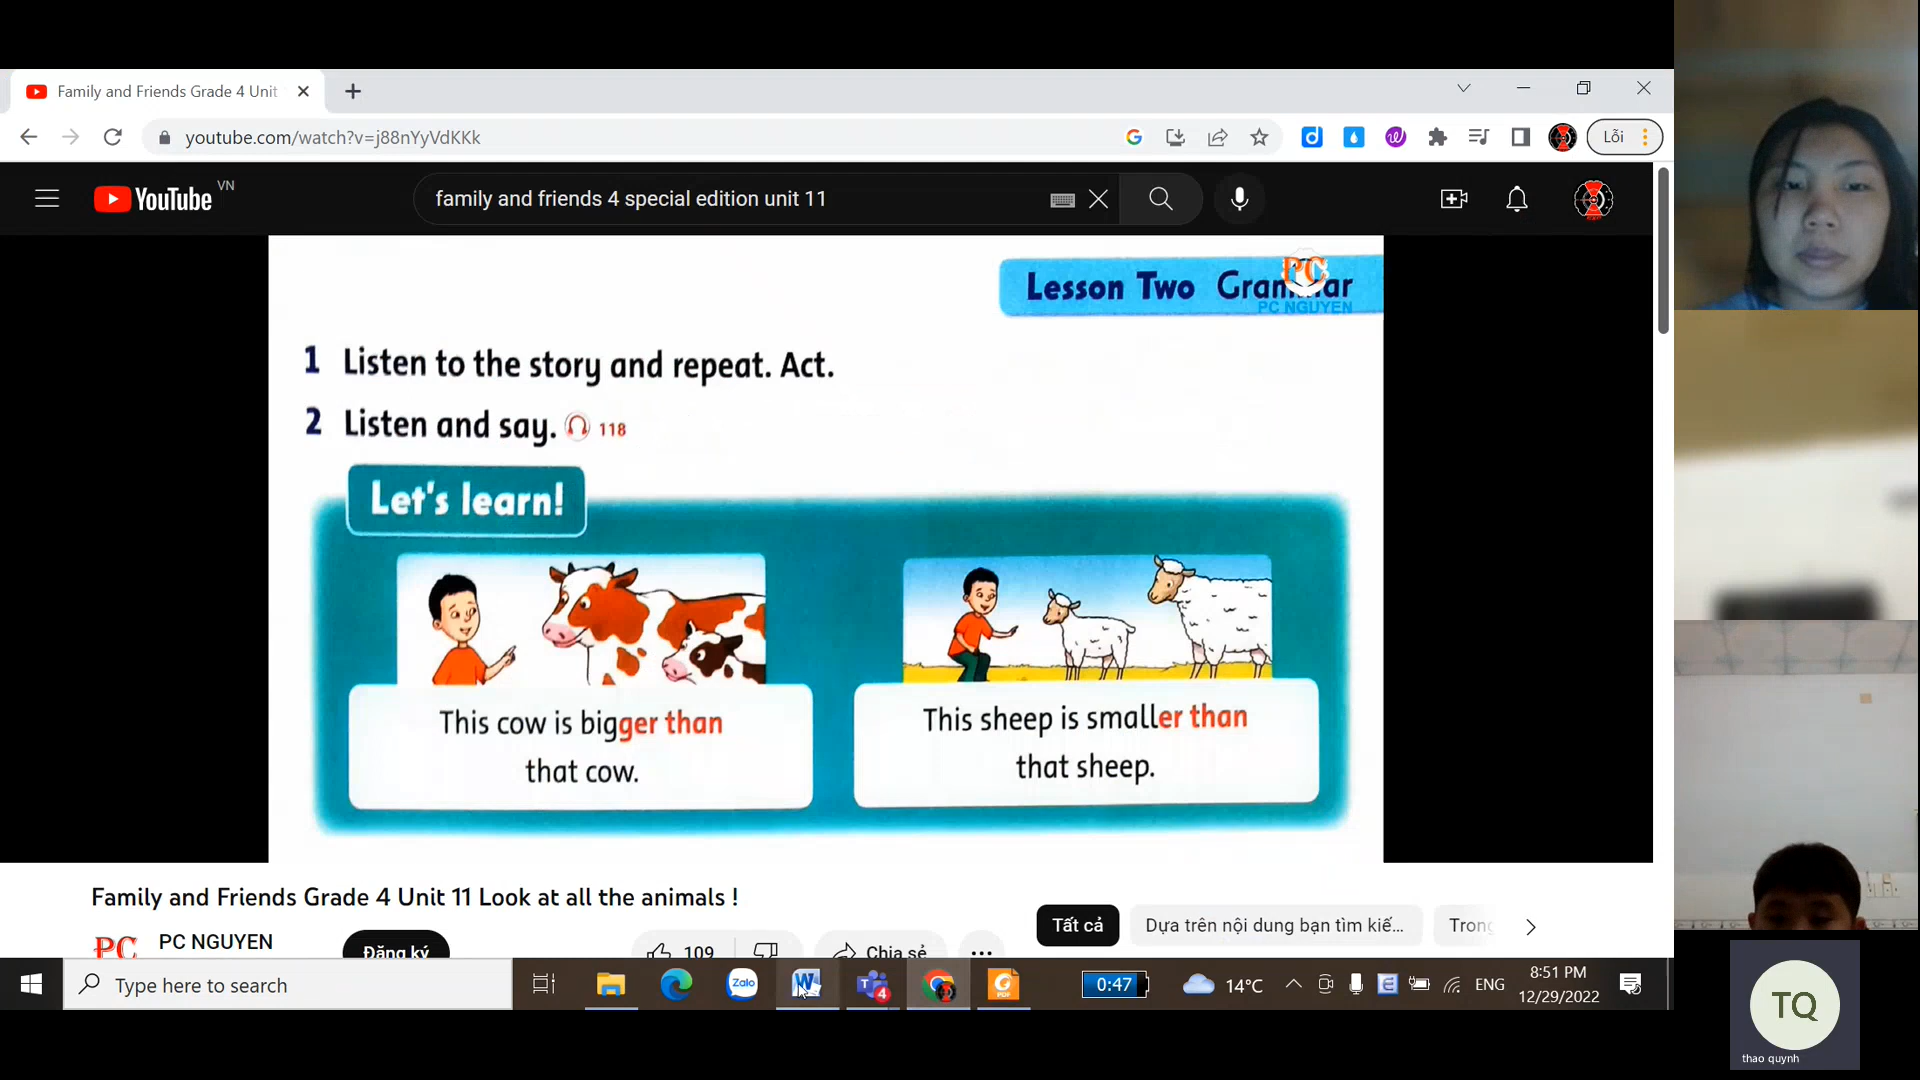 Family and Friends Grade 4 Unit
youtube.com/watch?v=j88nYyVdKKk
Lỗi
YouTube VN
family and friends 4 special edition unit 11
Lesson Two Grammar
PC
PC NGUYEN
1 Listen to the story and repeat. Act.
2 Listen and say. 118
Let's learn!
This cow is bigger than
that cow.
This sheep is smaller than
that sheep.
Family and Friends Grade 4 Unit 11 Look at all the animals !
PC
PC NGUYEN
Đăng ký
109
Chia sẻ
Tất cả
Dựa trên nội dung bạn tìm kiế...
Type here to search
Zalo
W
T
4
PDF
0:47
14°C
ENG
8:51 PM
12/29/2022
TQ
thao quynh